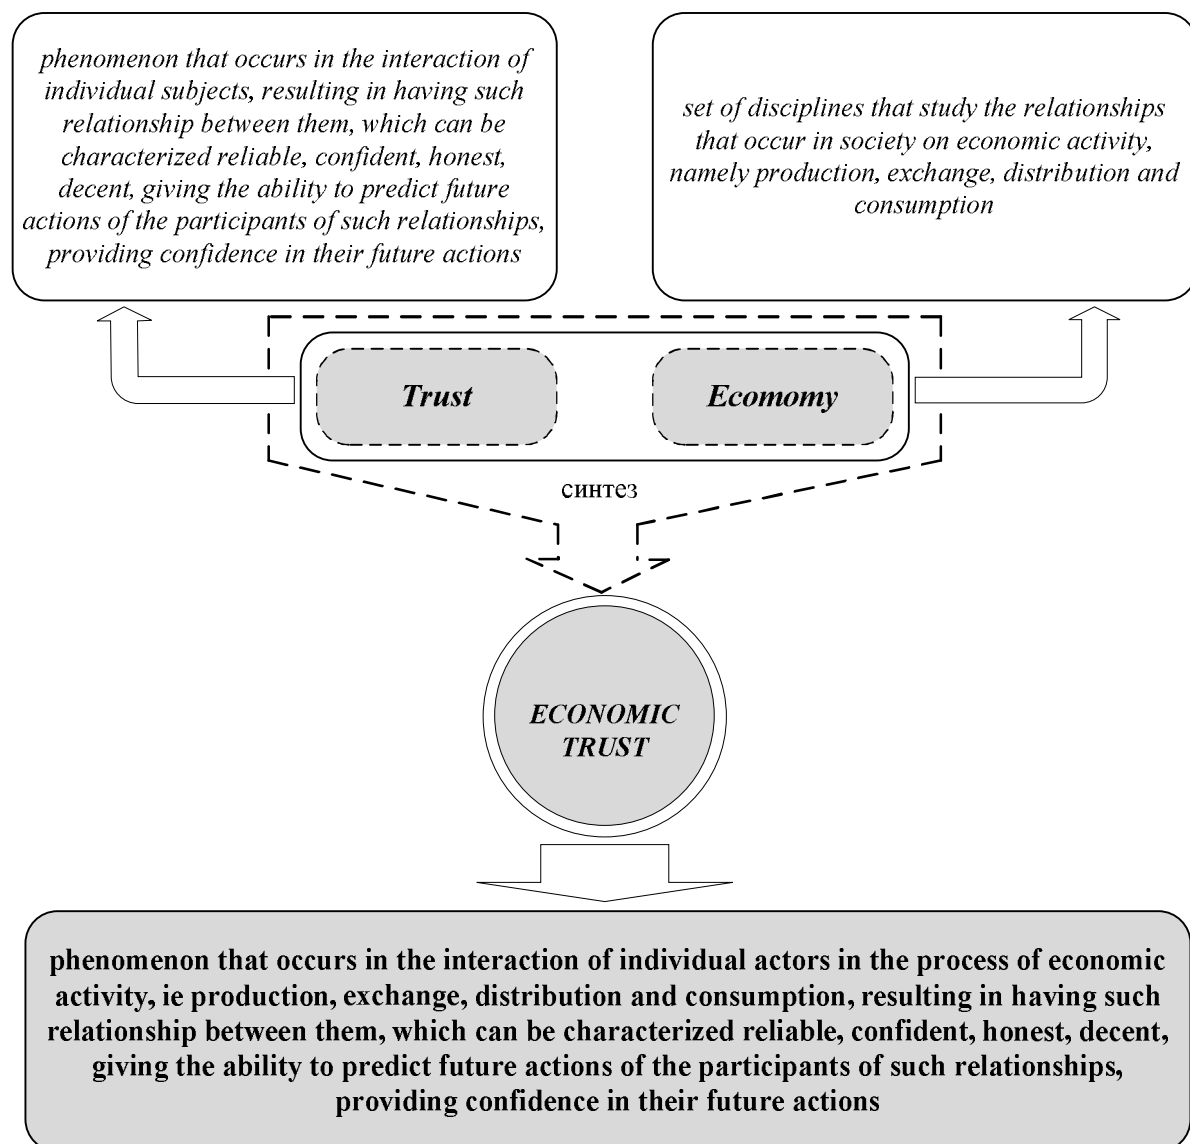 phenomenon that occurs in the interaction of
individual subjects, resulting in having such
relationship between them, which can be
characterized reliable, confident, honest,
decent, giving the ability to predict future
actions of the participants of such relationships,
providing confidence in their future actions
set of disciplines that study the relationships
that occur in society on economic activity,
namely production, exchange, distribution and
consumption
Trust
Ecomomy
синтез
ECONOMIC
TRUST
phenomenon that occurs in the interaction of individual actors in the process of economic
activity, ie production, exchange, distribution and consumption, resulting in having such
relationship between them, which can be characterized reliable, confident, honest, decent,
giving the ability to predict future actions of the participants of such relationships,
providing confidence in their future actions